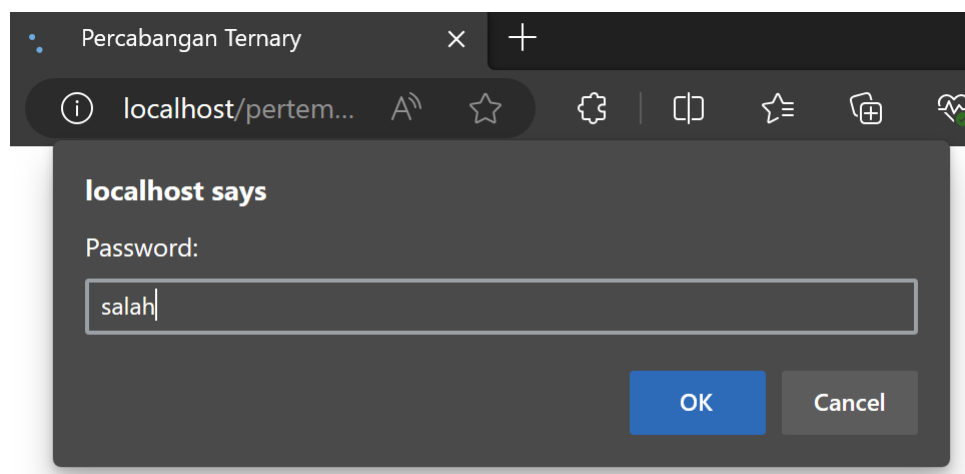 Percabangan Ternary
localhost/pertem...
localhost says
Password:
salah
OK Cancel